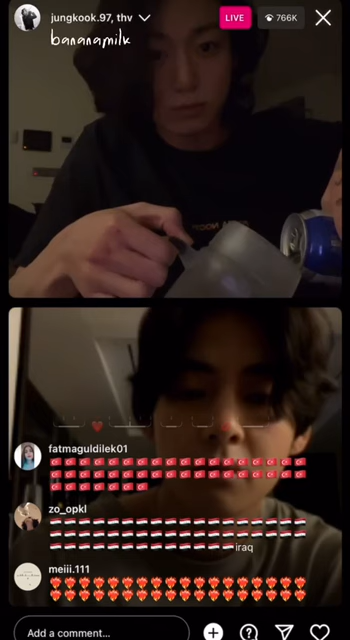 jungkook.97, thv
LIVE
766K
bananamilk
fatmaguldilek01
zo_opkl
iraq
meiii.111
Add a comment...